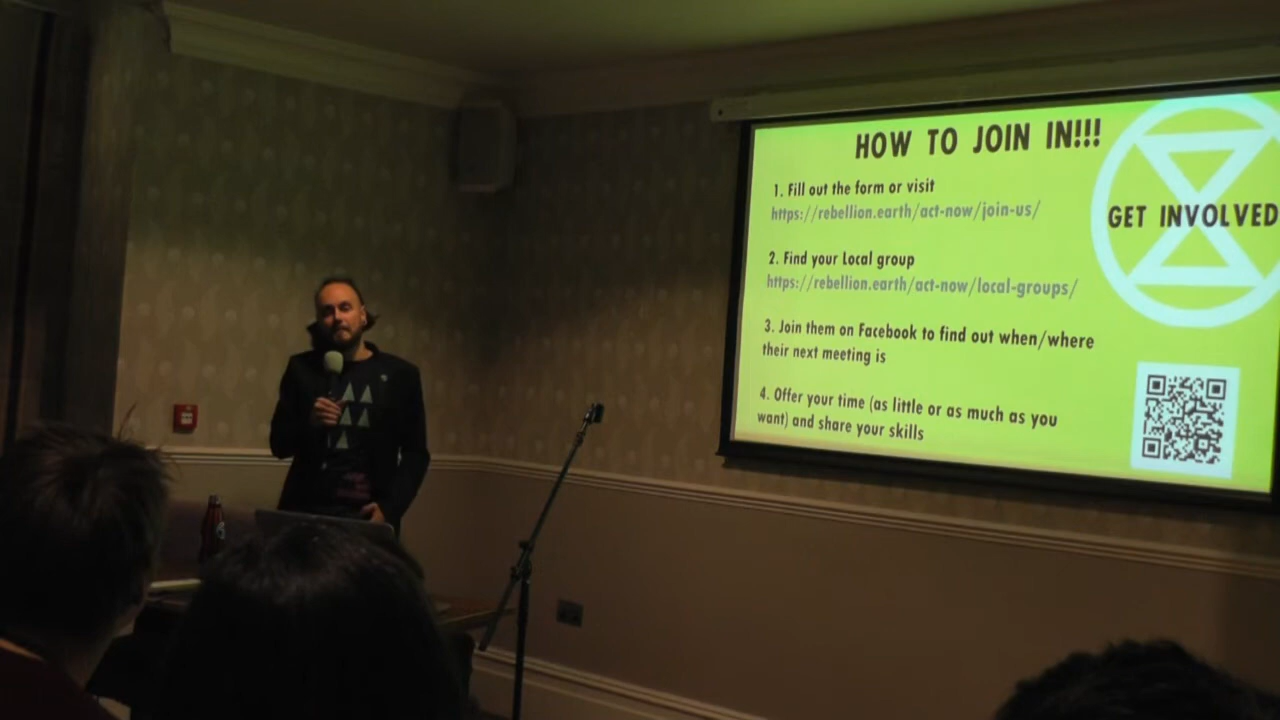 HOW TO JOIN IN!!!
1. Fill out the form or visit
https://rebellion.earth/act-now/join-us/
GET INVOLVED
2. Find your Local group
https://rebellion.earth/act-now/local-groups/
3. Join them on Facebook to find out when/where
their next meeting is
4. Offer your time (as little or as much as you
want) and share your skills